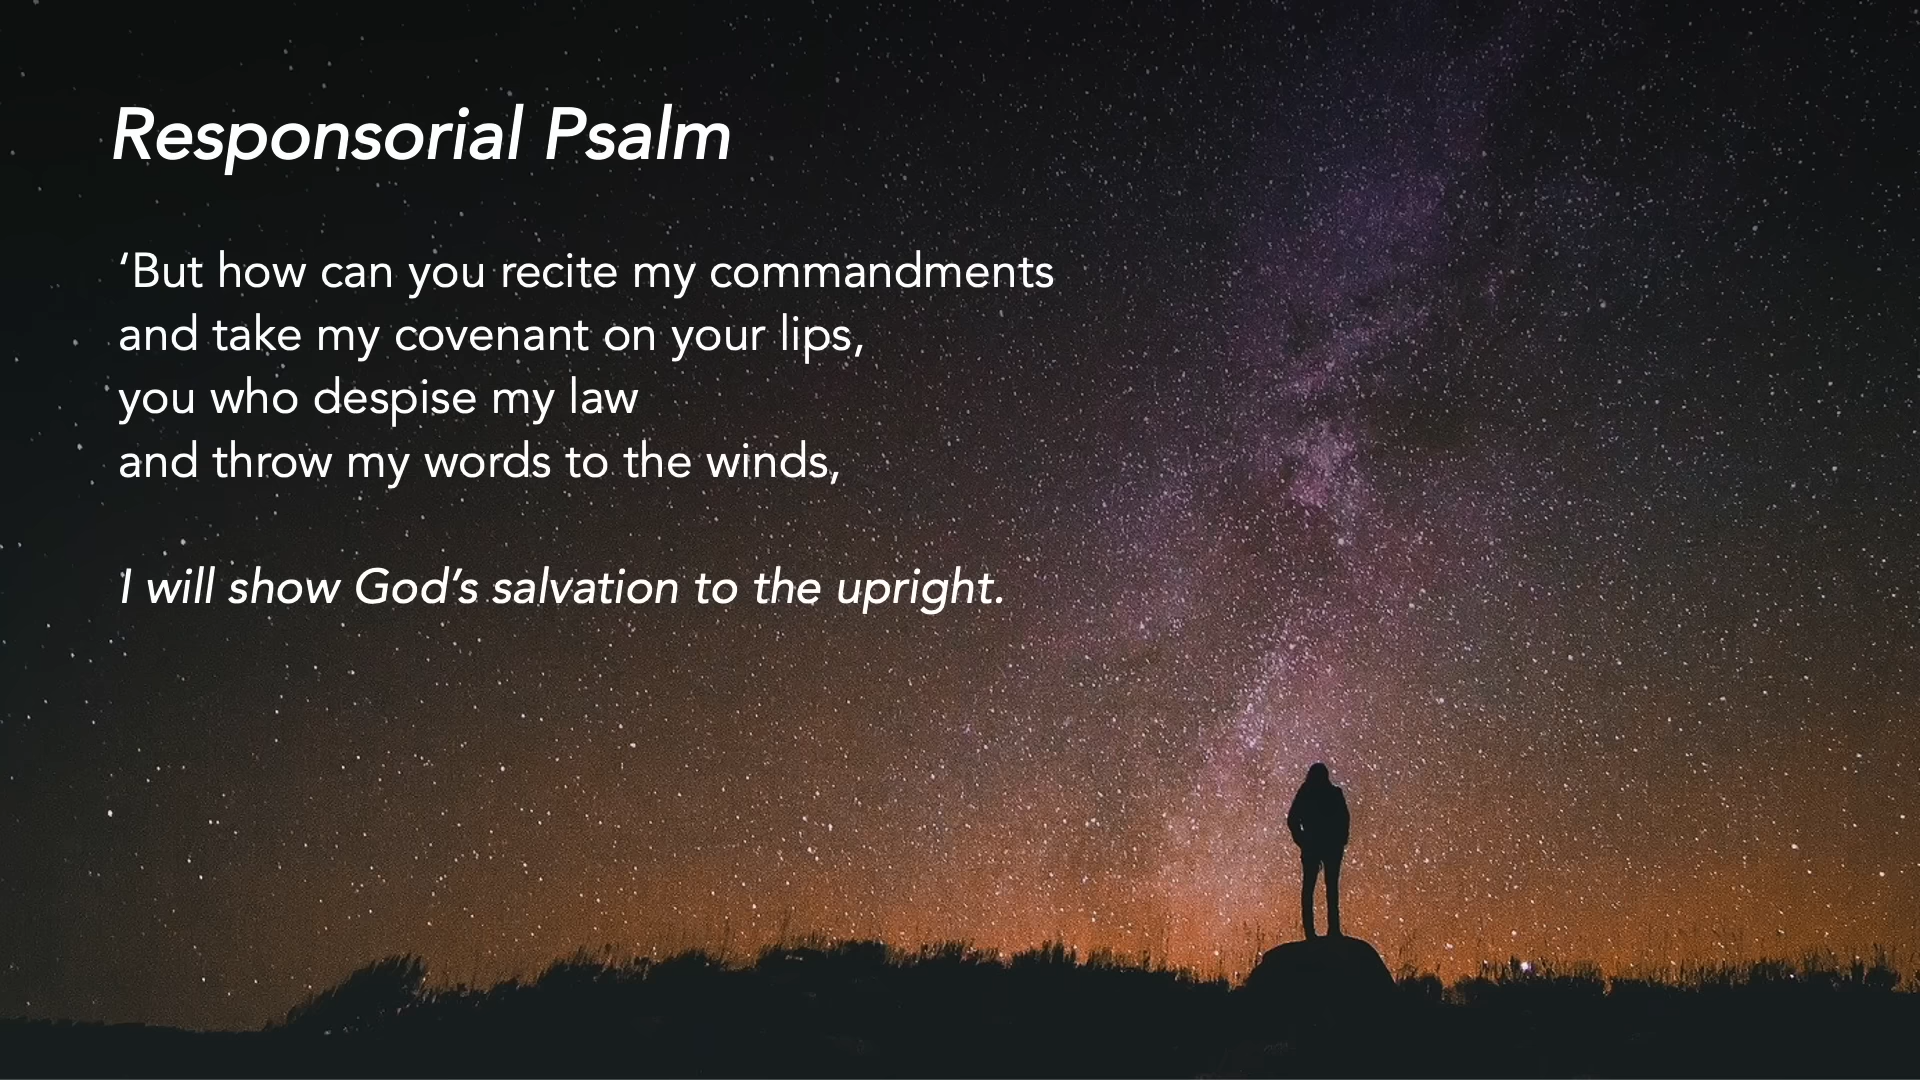 Responsorial Psalm
‘But how can you recite my commandments
and take my covenant on your lips,
you who despise my law
and throw my words to the winds,
I will show God’s salvation to the upright.